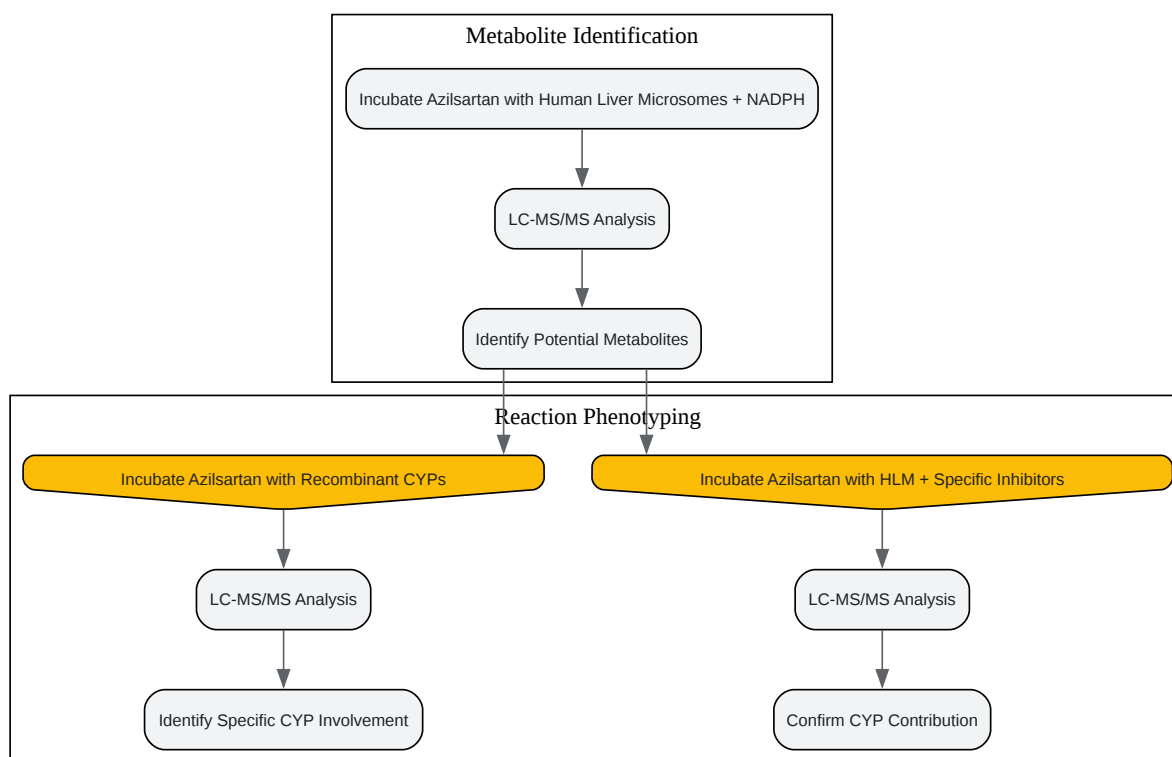 Metabolite Identification
Incubate Azilsartan with Human Liver Microsomes + NADPH
LC-MS/MS Analysis
Identify Potential Metabolites
Reaction Phenotyping
Incubate Azilsartan with Recombinant CYPs
Incubate Azilsartan with HLM + Specific Inhibitors
LC-MS/MS Analysis
LC-MS/MS Analysis
Identify Specific CYP Involvement
Confirm CYP Contribution